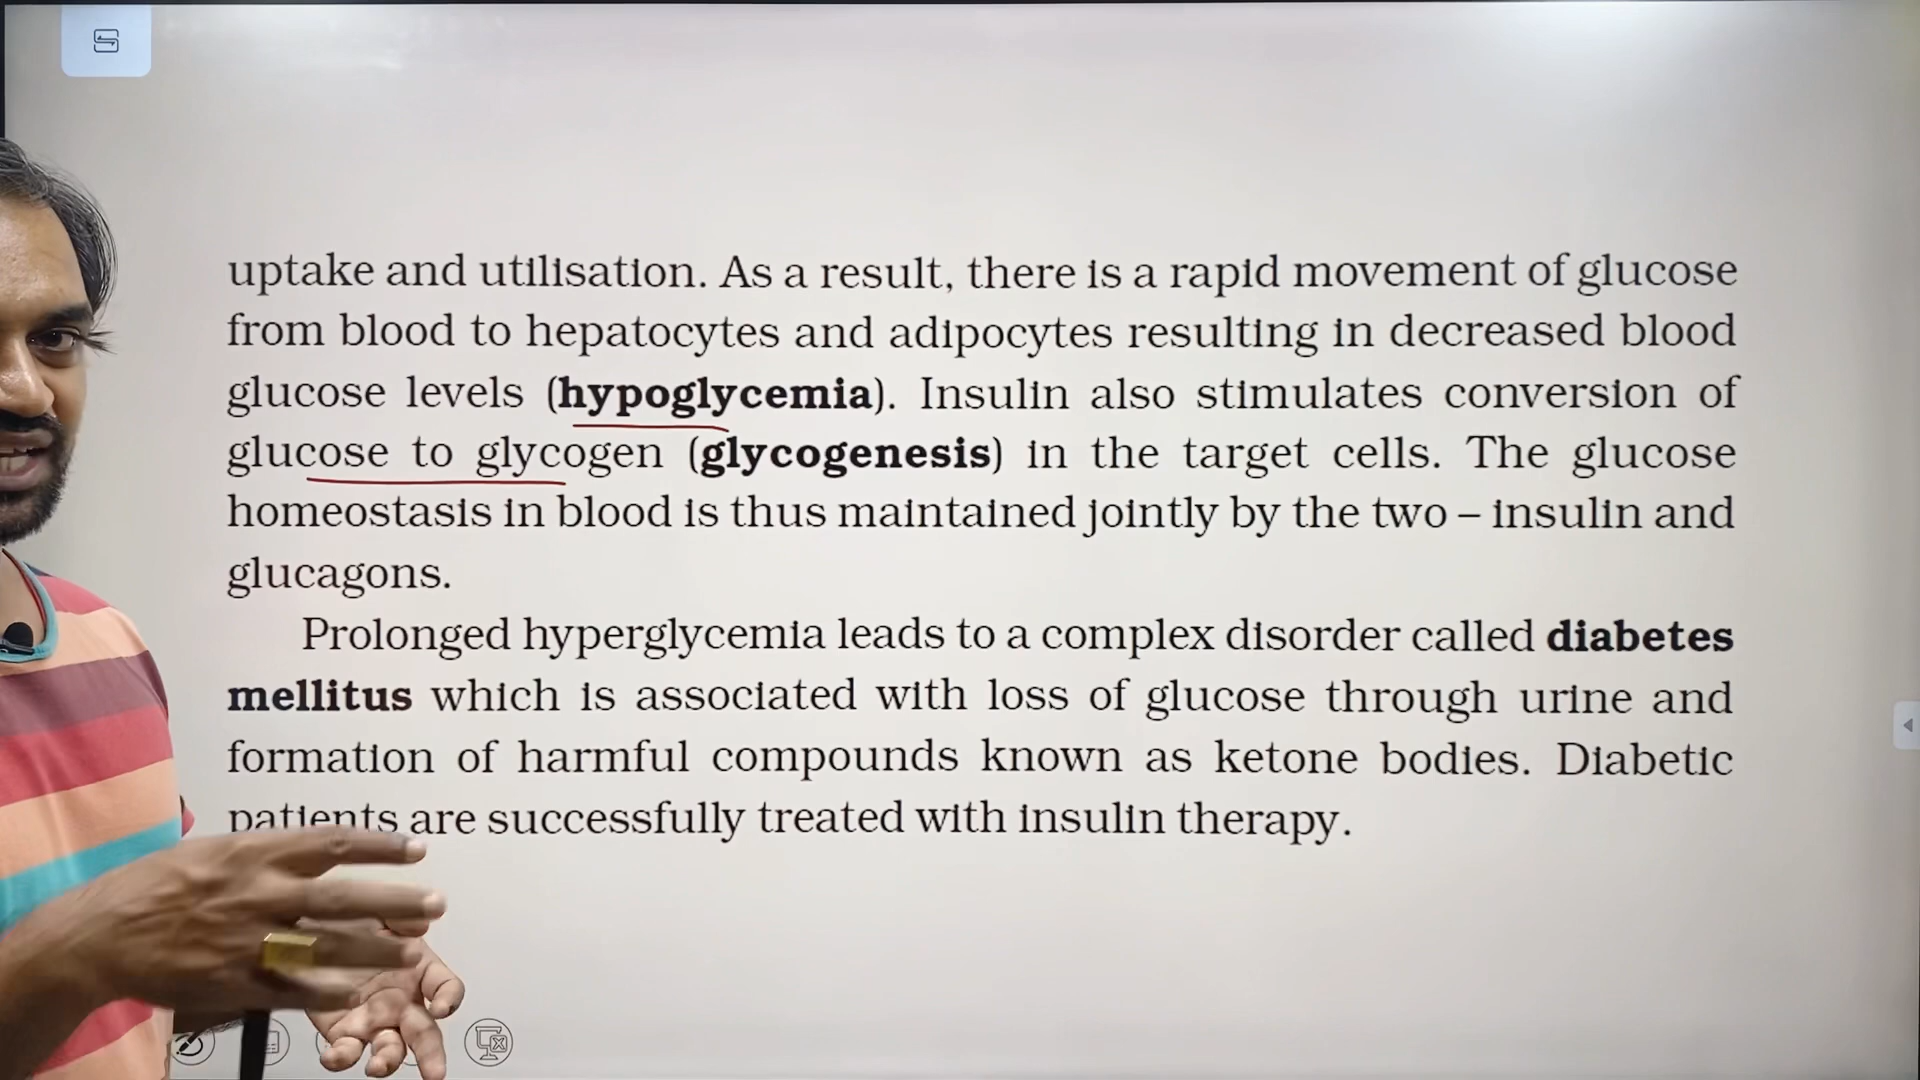 uptake and utilisation. As a result, there is a rapid movement of glucose
from blood to hepatocytes and adipocytes resulting in decreased blood
glucose levels (hypoglycemia). Insulin also stimulates conversion of
glucose to glycogen (glycogenesis) in the target cells. The glucose
homeostasis in blood is thus maintained jointly by the two – insulin and
glucagons.
Prolonged hyperglycemia leads to a complex disorder called diabetes
mellitus which is associated with loss of glucose through urine and
formation of harmful compounds known as ketone bodies. Diabetic
patients are successfully treated with insulin therapy.